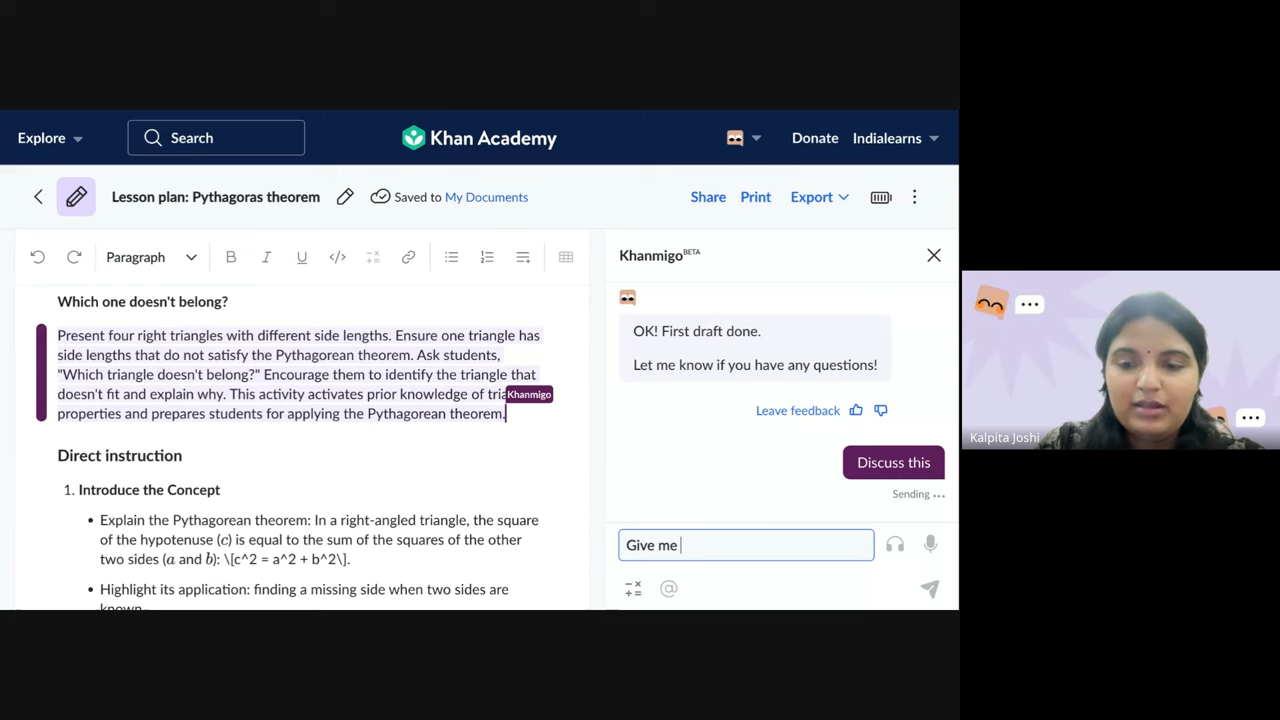 Explore
Search
Khan Academy
Donate
Indialearns
Lesson plan: Pythagoras theorem
Saved to My Documents
Share
Print
Export
Paragraph
B
I
U
Which one doesn't belong?
Present four right triangles with different side lengths. Ensure one triangle has
side lengths that do not satisfy the Pythagorean theorem. Ask students,
"Which triangle doesn't belong?" Encourage them to identify the triangle that
doesn't fit and explain why. This activity activates prior knowledge of
Khanmigo
properties and prepares students for applying the Pythagorean theorem.
Direct instruction
1. Introduce the Concept
• Explain the Pythagorean theorem: In a right-angled triangle, the square
of the hypotenuse (c) is equal to the sum of the squares of the other
two sides (a and b): \[c^2 = a^2 + b^2\].
• Highlight its application: finding a missing side when two sides are
known
Khanmigo BETA
OK! First draft done.
Let me know if you have any questions!
Leave feedback
Discuss this
Sending ...
Give me
Kalpita Joshi